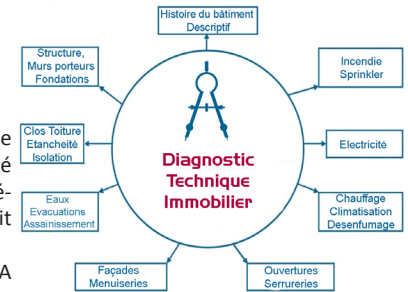 Histoire du bâtiment
Descriptif
Structure,
Murs porteurs
Fondations
Incendie
Sprinkler
Clos Toiture
Etancheité
Isolation
Electricité
Diagnostic
Technique
Immobilier
Eaux
Evacuations
Assainissement
Chauffage
Climatisation
Desenfumage
Façades
Menuiseries
Ouvertures
Serrureries
e
é
é-
it
A